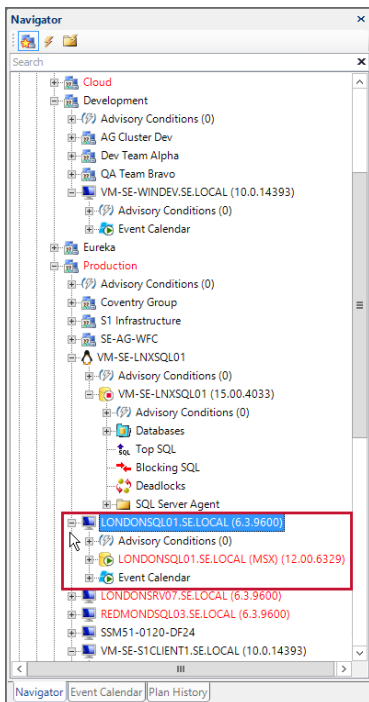 Navigator
Search
Cloud
Development
Advisory Conditions (0)
AG Cluster Dev
Dev Team Alpha
QA Team Bravo
VM-SE-WINDEV.SE.LOCAL (10.0.14393)
Advisory Conditions (0)
Event Calendar
Eureka
Production
Advisory Conditions (0)
Coventry Group
S1 Infrastructure
SE-AG-WFC
VM-SE-LNXSQL01
Advisory Conditions (0)
VM-SE-LNXSQL01 (15.00.4033)
Advisory Conditions (0)
Databases
Top SQL
Blocking SQL
Deadlocks
SQL Server Agent
LONDONSQL01.SE.LOCAL (6.3.9600)
Advisory Conditions (0)
LONDONSQL01.SE.LOCAL (MSX) (12.00.6329)
Event Calendar
LONDONSRV07.SE.LOCAL (6.3.9600)
REDMONDSQL03.SE.LOCAL (6.3.9600)
SSM51-0120-DF24
VM-SE-S1CLIENT1.SE.LOCAL (10.0.14393)
Navigator Event Calendar Plan History